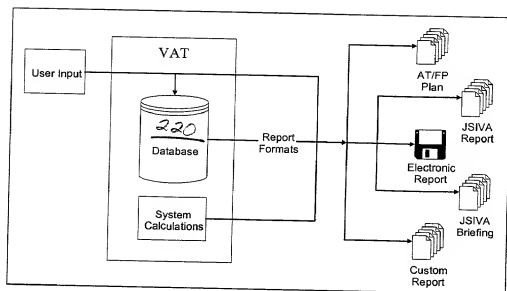 VAT
User Input
220
Database
System
Calculations
Report
Formats
AT/FP
Plan
JSIVA
Report
Electronic
Report
JSIVA
Briefing
Custom
Report